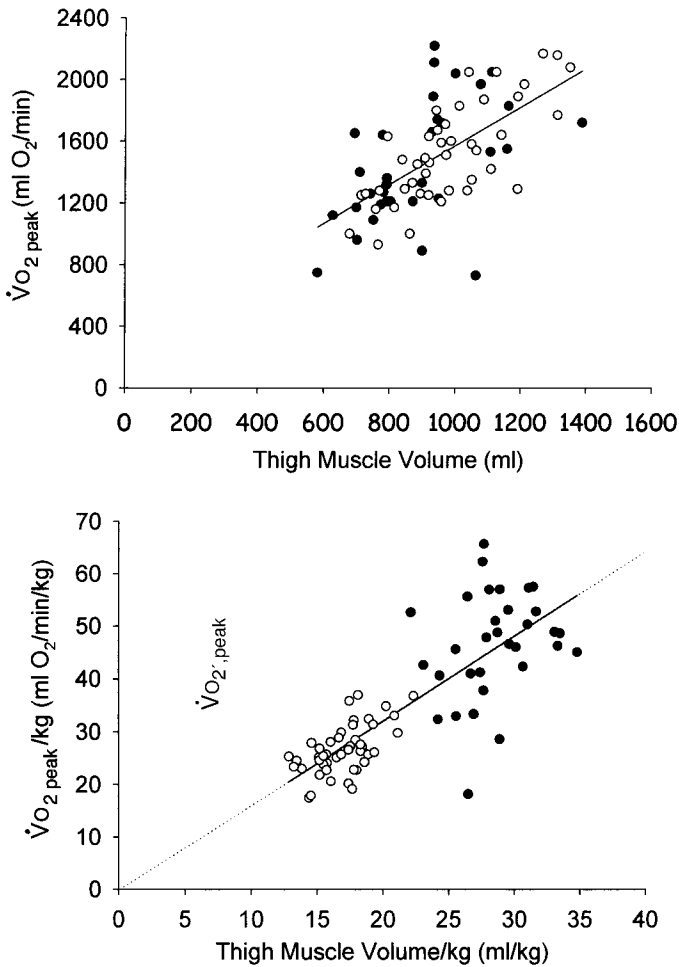 2400
2000
1600
1200
800
400
0
V̇O2 peak (ml O2/min)
0 200 400 600 800 1000 1200 1400 1600
Thigh Muscle Volume (ml)
70
60
50
40
30
20
10
0
V̇O2 peak/kg (ml O2/min/kg)
V̇O2′,peak
0 5 10 15 20 25 30 35 40
Thigh Muscle Volume/kg (ml/kg)